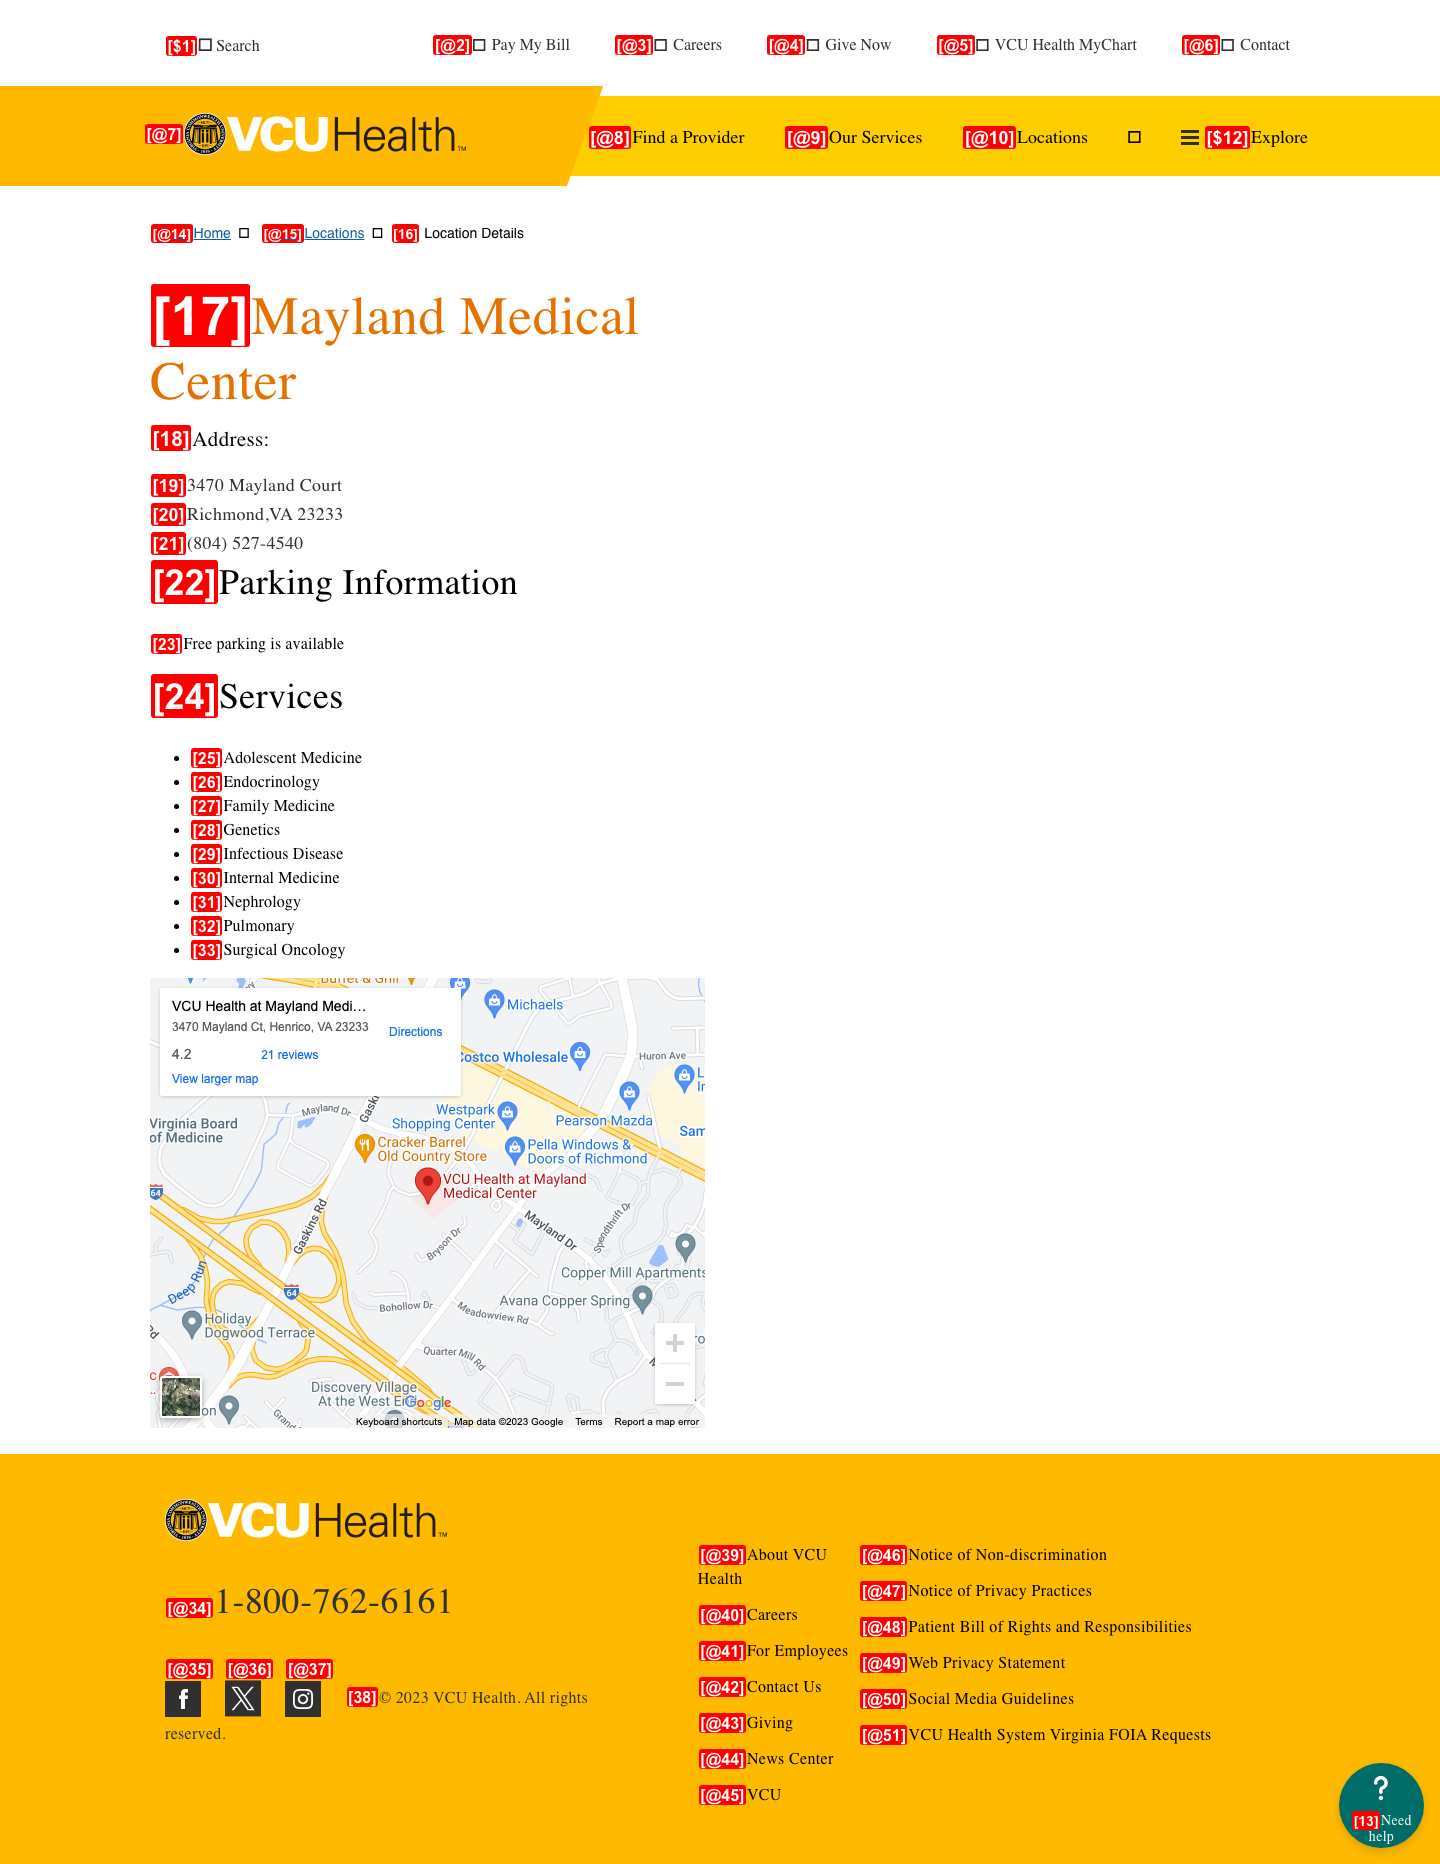 [$1] Search
[@2] Pay My Bill
[@3] Careers
[@4] Give Now
[@5] VCU Health MyChart
[@6] Contact
[@7] VCU Health™
[@8]Find a Provider
[@9]Our Services
[@10]Locations
[$12]Explore
[@14]Home
[@15]Locations
[16] Location Details
[17]Mayland Medical
Center
[18]Address:
[19]3470 Mayland Court
[20]Richmond,VA 23233
[21](804) 527-4540
[22]Parking Information
[23]Free parking is available
[24]Services
[25]Adolescent Medicine
[26]Endocrinology
[27]Family Medicine
[28]Genetics
[29]Infectious Disease
[30]Internal Medicine
[31]Nephrology
[32]Pulmonary
[33]Surgical Oncology
VCU Health at Mayland Medi…
3470 Mayland Ct, Henrico, VA 23233
Directions
4.2
21 reviews
View larger map
Michaels
Costco Wholesale
Huron Ave
Westpark
Shopping Center
Pearson Mazda
Sam
Mayland Dr
Gaskins
Virginia Board
of Medicine
Cracker Barrel
Old Country Store
Pella Windows &
Doors of Richmond
VCU Health at Mayland
Medical Center
64
Gaskins Rd
Mayland Dr
Spendthrift Dr
Bryson Dr
Copper Mill Apartments
Deep Run
64
Avana Copper Spring
Bohollow Dr
Meadowview Rd
Holiday
Dogwood Terrace
Quarter Mill Rd
Discovery Village
At the West End
Google
Keyboard shortcuts
Map data ©2023 Google
Terms
Report a map error
VCU Health™
[@34]1-800-762-6161
[@35]
[@36]
[@37]
[38]© 2023 VCU Health. All rights
reserved.
[@39]About VCU
Health
[@40]Careers
[@41]For Employees
[@42]Contact Us
[@43]Giving
[@44]News Center
[@45]VCU
[@46]Notice of Non-discrimination
[@47]Notice of Privacy Practices
[@48]Patient Bill of Rights and Responsibilities
[@49]Web Privacy Statement
[@50]Social Media Guidelines
[@51]VCU Health System Virginia FOIA Requests
?
[13]Need
help